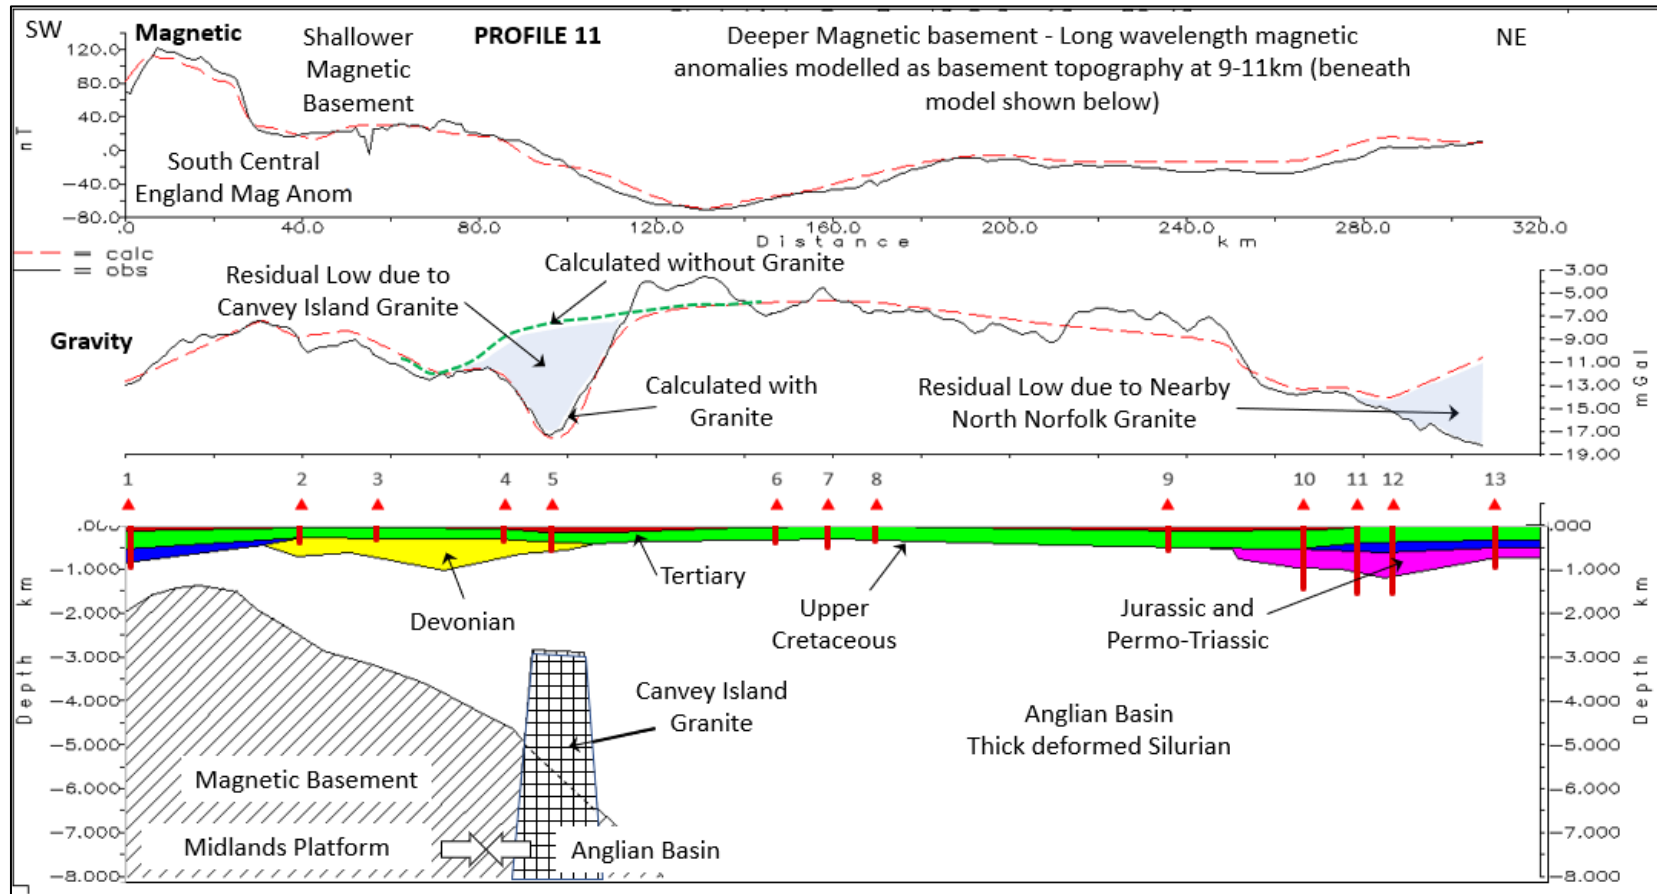 SW
Magnetic
Shallower
Magnetic
Basement
PROFILE 11
Deeper Magnetic basement - Long wavelength magnetic
anomalies modelled as basement topography at 9-11km (beneath
model shown below)
NE
120.0
80.0
40.0
.0
-40.0
-80.0
nT
South Central
England Mag Anom
.0
40.0
80.0
120.0
160.0
200.0
240.0
280.0
320.0
Distance
km
= calc
= obs
Residual Low due to
Canvey Island Granite
Calculated without Granite
Gravity
Calculated with
Granite
Residual Low due to Nearby
North Norfolk Granite
-3.00
-5.00
-7.00
-9.00
-11.00
-13.00
-15.00
-17.00
-19.00
mGal
1
2
3
4
5
6
7
8
9
10
11
12
13
.000
-1.000
-2.000
-3.000
-4.000
-5.000
-6.000
-7.000
-8.000
Depth km
Devonian
Tertiary
Upper
Cretaceous
Jurassic and
Permo-Triassic
Canvey Island
Granite
Anglian Basin
Thick deformed Silurian
Magnetic Basement
Midlands Platform
Anglian Basin
.000
-1.000
-2.000
-3.000
-4.000
-5.000
-6.000
-7.000
-8.000
Depth km